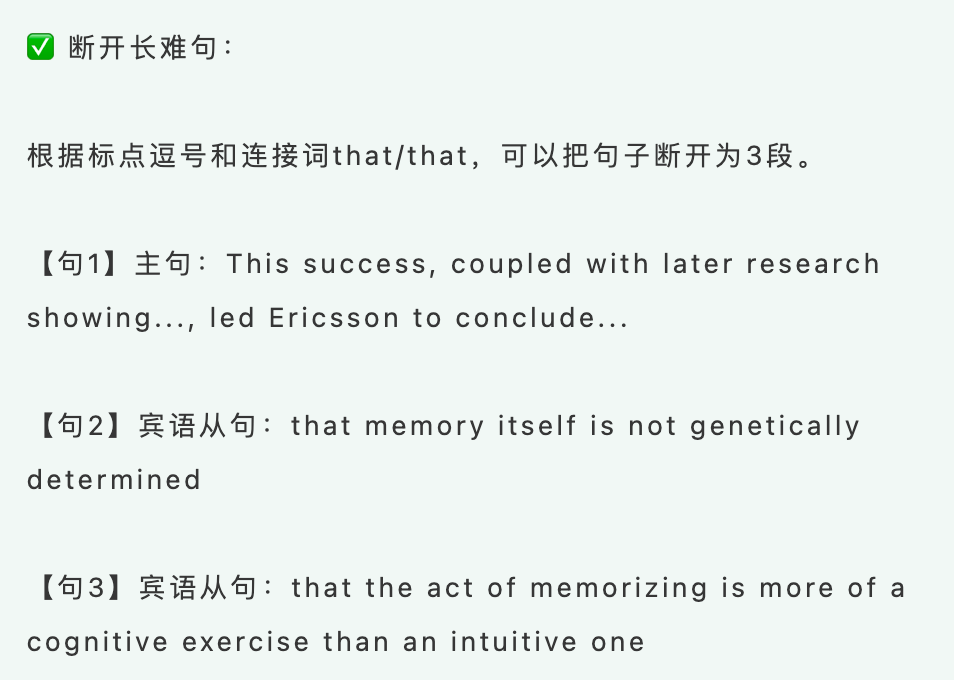 ✅ 断开长难句：
根据标点逗号和连接词that/that，可以把句子断开为3段。
【句1】主句：This success, coupled with later research
showing..., led Ericsson to conclude...
【句2】宾语从句：that memory itself is not genetically
determined
【句3】宾语从句：that the act of memorizing is more of a
cognitive exercise than an intuitive one